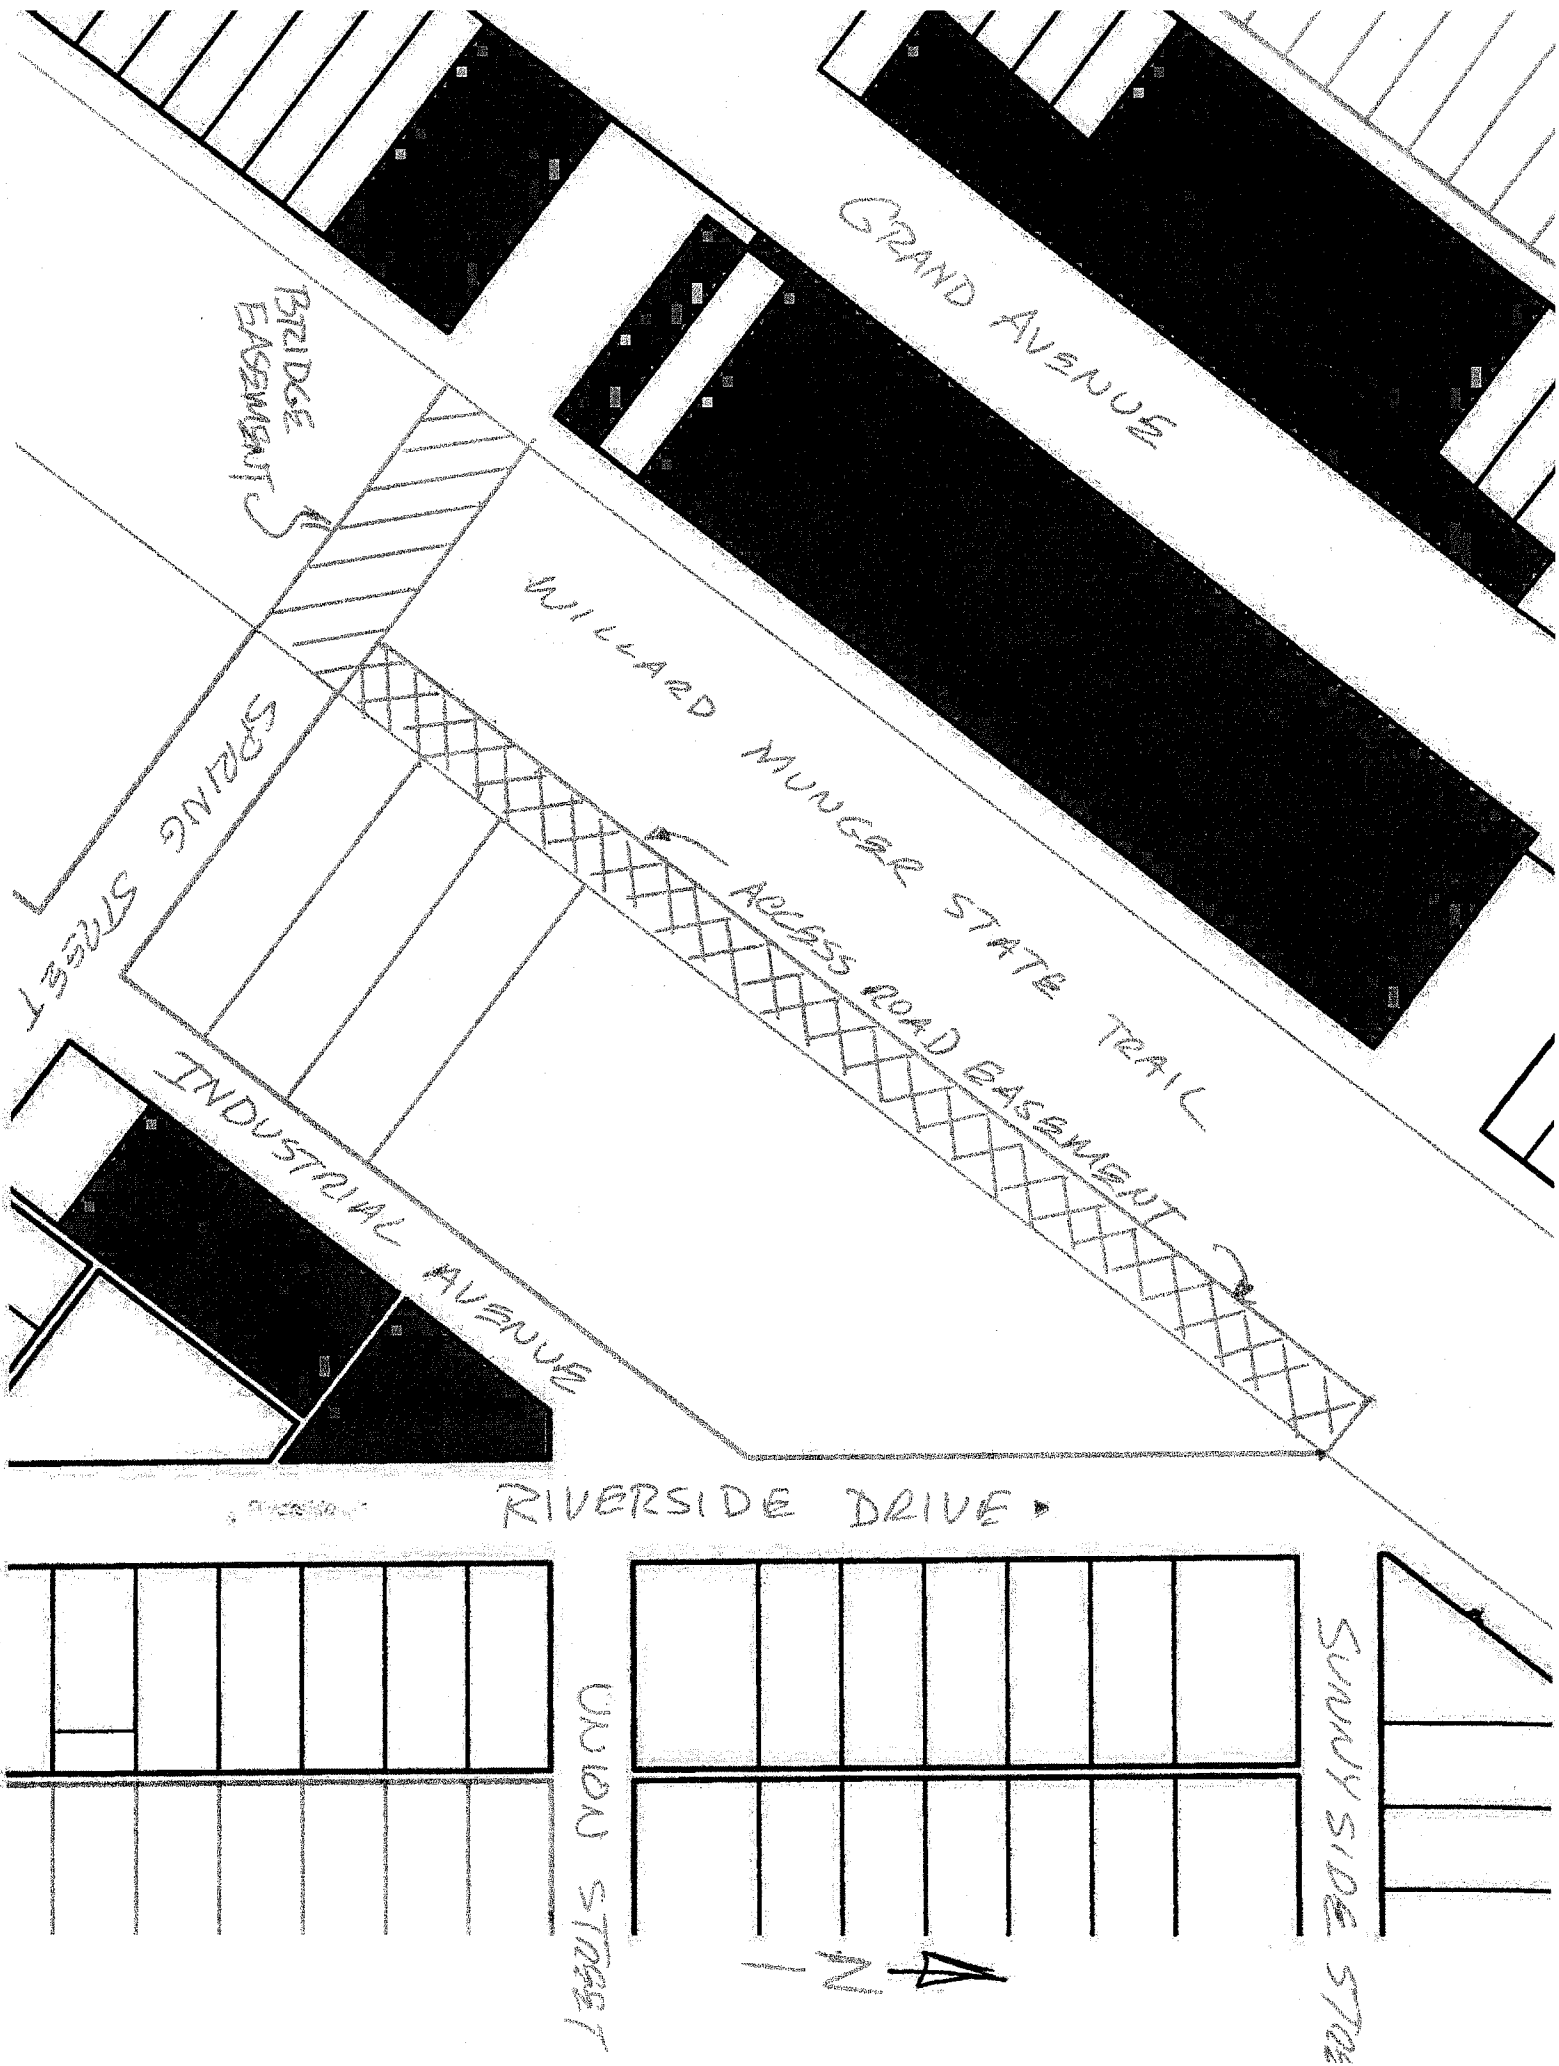 GRAND AVENUE
BRIDGE
EASEMENT
WILLARD MUNGER STATE TRAIL
ACCESS ROAD EASEMENT
SPRING STREET
INDUSTRIAL AVENUE
RIVERSIDE DRIVE
UNION STREET
SUNNYSIDE STRE
N